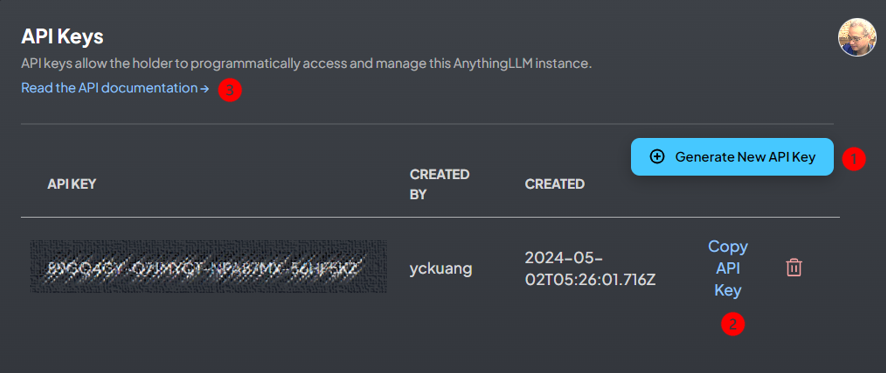 API Keys
API keys allow the holder to programmatically access and manage this AnythingLLM instance.
Read the API documentation →
3
Generate New API Key
1
API KEY
CREATED
BY
CREATED
yckuang
2024-05-
02T05:26:01.716Z
Copy
API
Key
2